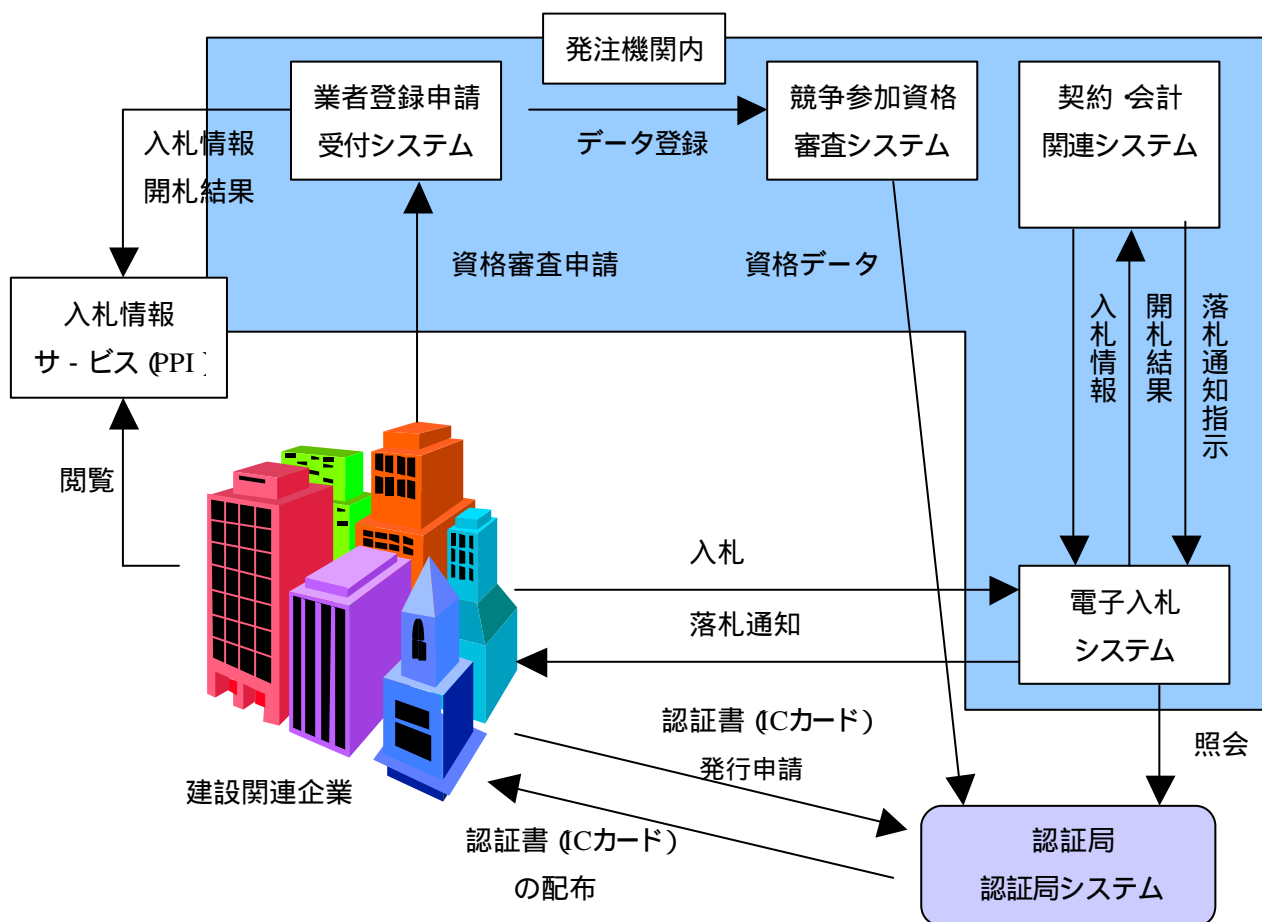 発注機関内
業者登録申請
受付システム
競争参加資格
審査システム
契約・会計
関連システム
入札情報
開札結果
データ登録
資格審査申請
資格データ
入札情報
開札結果
落札通知指示
入札情報
サ - ビス (PPI)
閲覧
入札
落札通知
電子入札
システム
認証書 (ICカード)
発行申請
照会
建設関連企業
認証書 (ICカード)
の配布
認証局
認証局システム